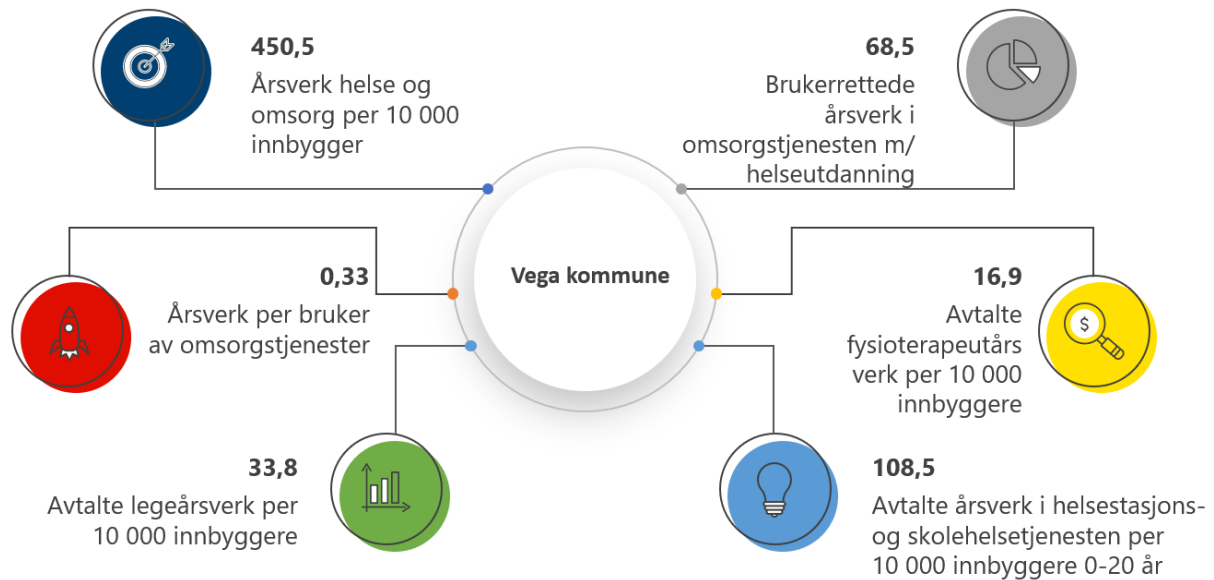 450,5
Årsverk helse og
omsorg per 10 000
innbygger
68,5
Brukerrettede
årsverk i
omsorgstjenesten m/
helseutdanning
Vega kommune
0,33
Årsverk per bruker
av omsorgstjenester
16,9
Avtalte
fysioterapeutårs
verk per 10 000
innbyggere
$
33,8
Avtalte legeårsverk per
10 000 innbyggere
108,5
Avtalte årsverk i helsestasjons-
og skolehelsetjenesten per
10 000 innbyggere 0-20 år